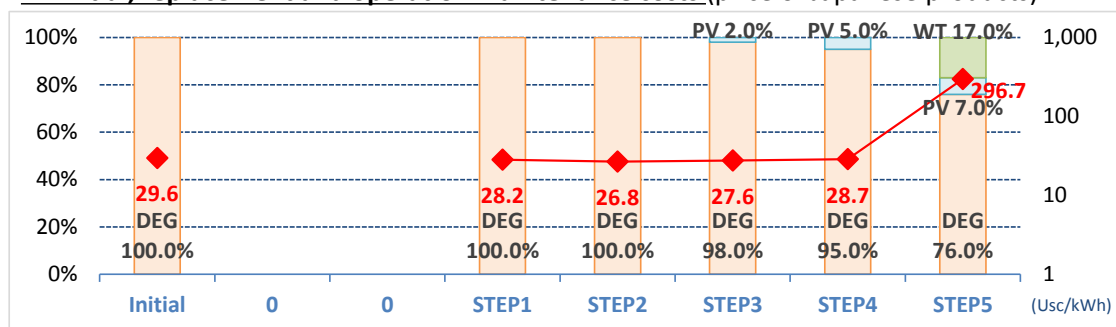 (price of Japanese products)
100% PV 2.0% PV 5.0% WT 17.0% 1,000
80% 296.7
PV 7.0% 100
60%
40%
29.6 28.2 26.8 27.6 28.7 10
DEG DEG DEG DEG DEG DEG
20%
100.0% 100.0% 100.0% 98.0% 95.0% 76.0%
0% 1
Initial 0 0 STEP1 STEP2 STEP3 STEP4 STEP5 (Usc/kWh)